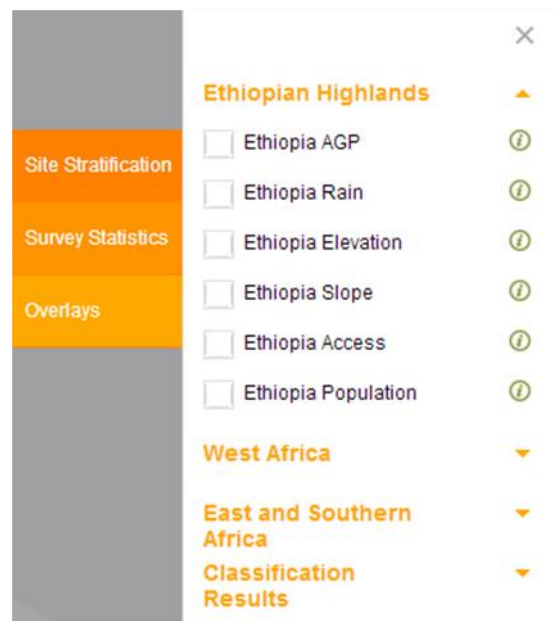 Site Stratification
Survey Statistics
Overlays
Ethiopian Highlands
Ethiopia AGP
Ethiopia Rain
Ethiopia Elevation
Ethiopia Slope
Ethiopia Access
Ethiopia Population
West Africa
East and Southern
Africa
Classification
Results